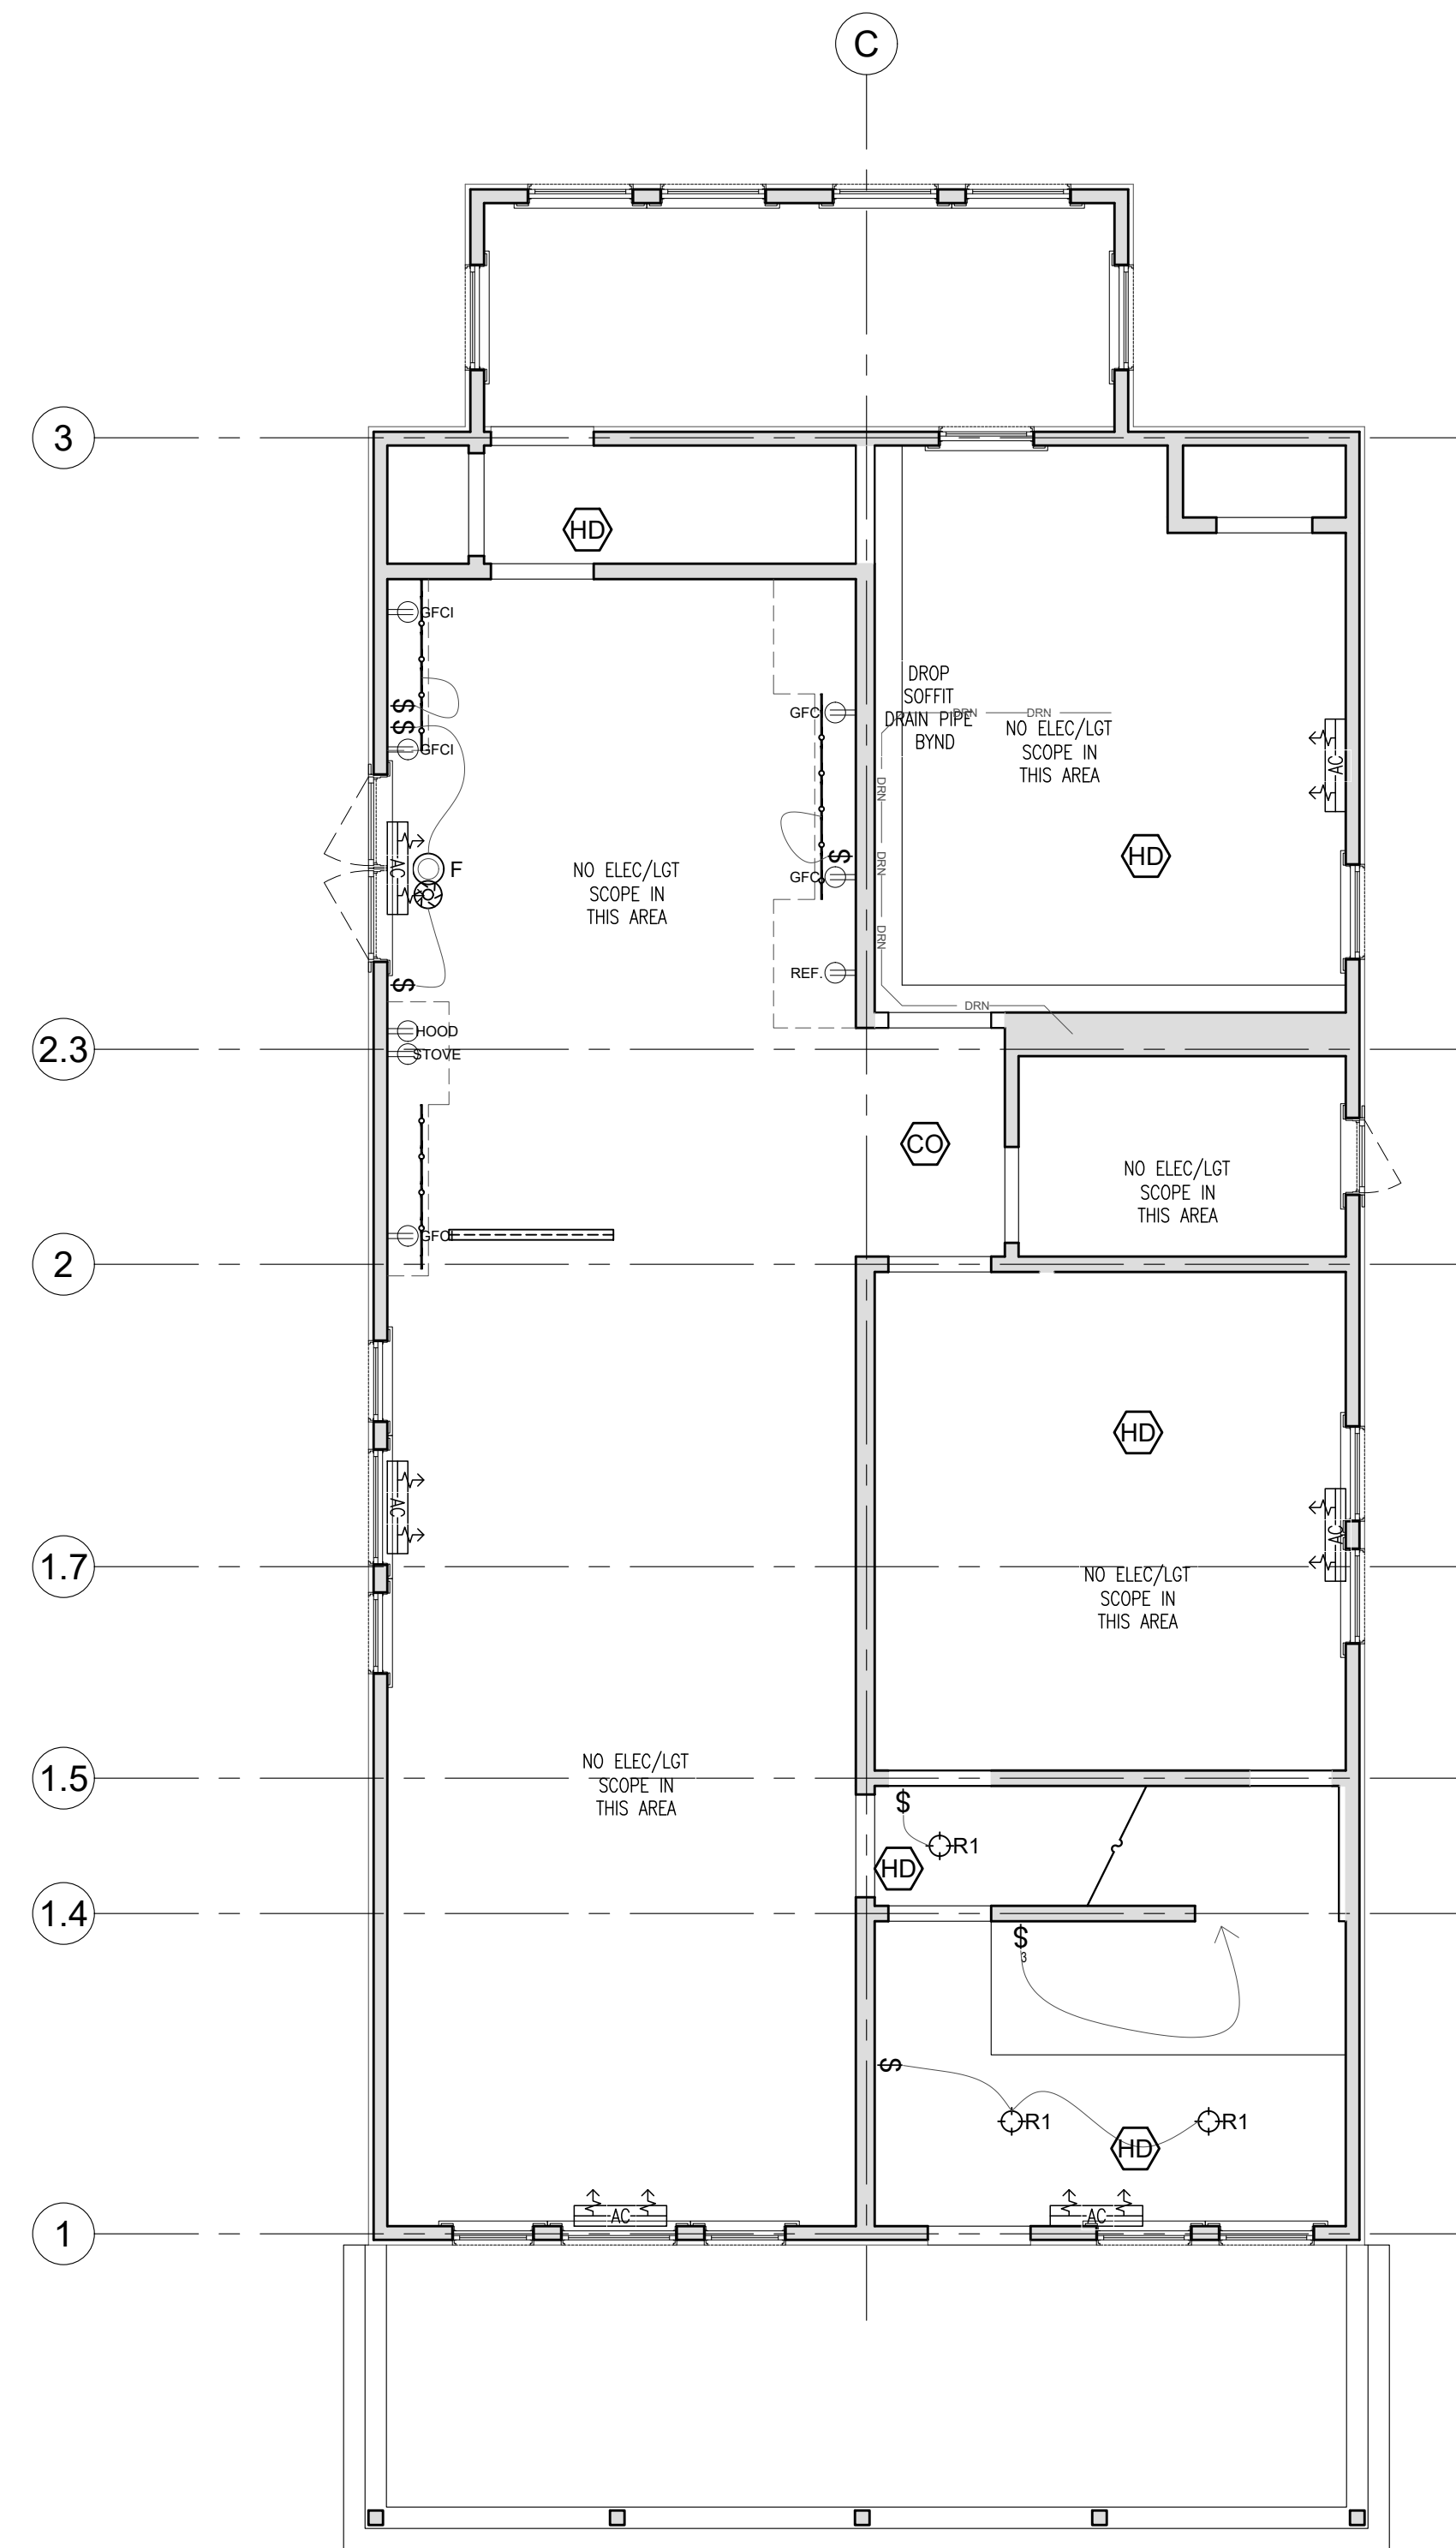 C
3
HD
GFCI
$
$
GFCI
DROP
SOFFIT
DRAIN PIPE
BYND
DRN
DRN
NO ELEC/LGT
SCOPE IN
THIS AREA
GFCI
AC
DRN
HD
$
GFCI
DRN
AC
F
NO ELEC/LGT
SCOPE IN
THIS AREA
DRN
REF.
$
DRN
HOOD
STOVE
2.3
CO
NO ELEC/LGT
SCOPE IN
THIS AREA
GFCI
2
HD
AC
AC
1.7
NO ELEC/LGT
SCOPE IN
THIS AREA
1.5
NO ELEC/LGT
SCOPE IN
THIS AREA
$
R1
HD
1.4
$
3
$
R1
R1
HD
AC
AC
1